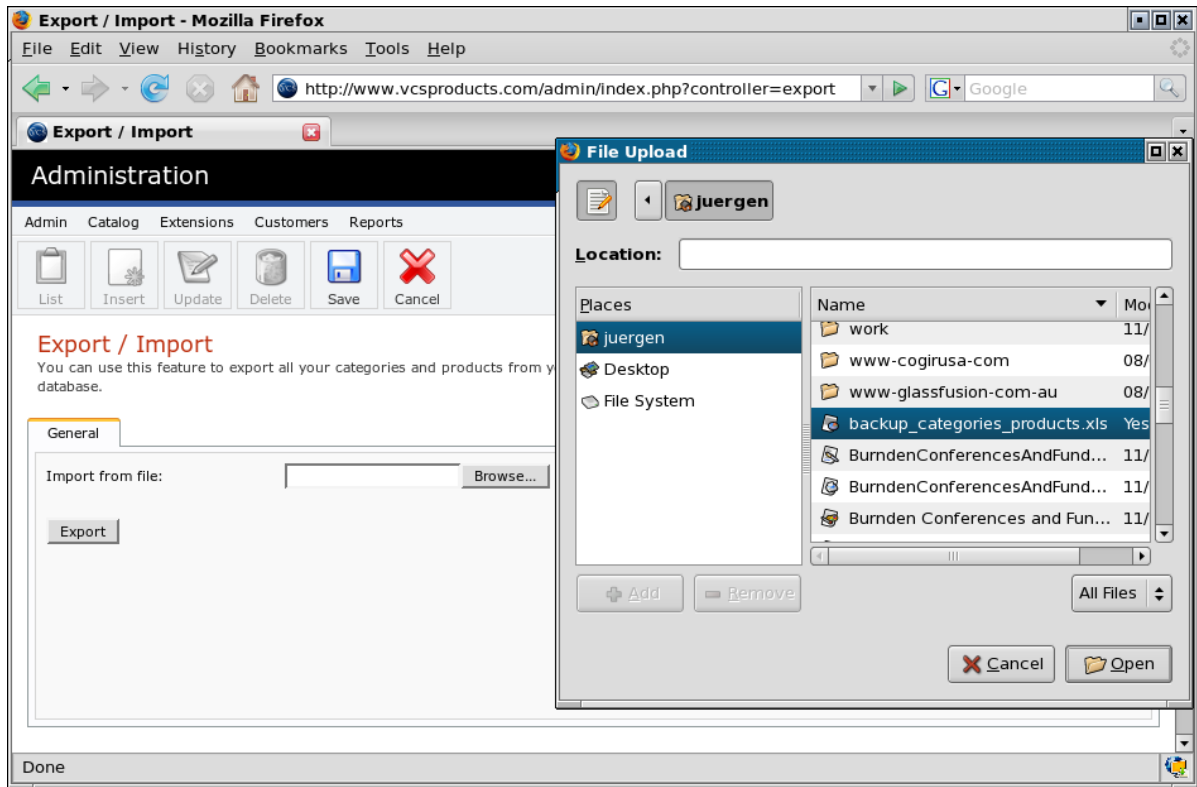 Export / Import - Mozilla Firefox
File Edit View History Bookmarks Tools Help
http://www.vcsproducts.com/admin/index.php?controller=export
G Google
Export / Import
Administration
Admin Catalog Extensions Customers Reports
List Insert Update Delete Save Cancel
Export / Import
You can use this feature to export all your categories and products from y
database.
General
Import from file: Browse...
Export
Done
File Upload
juergen
Location:
Places
juergen
Desktop
File System
Name Mo
work 11/
www-cogirusa-com 08/
www-glassfusion-com-au 08/
backup_categories_products.xls Yes
BurndenConferencesAndFund... 11/
BurndenConferencesAndFund... 11/
Burnden Conferences and Fun... 11/
Add Remove
All Files
Cancel Open